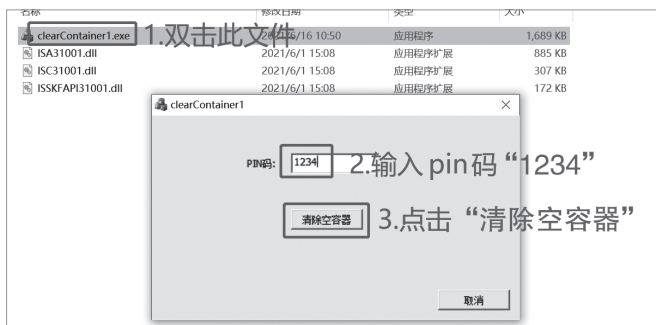 名称 修改日期 类型 大小
clearContainer1.exe 2021/6/16 10:50 应用程序 1,689 KB
1.双击此文件
ISA31001.dll 2021/6/1 15:08 应用程序扩展 885 KB
ISC31001.dll 2021/6/1 15:08 应用程序扩展 307 KB
ISSKFAPI31001.dll 2021/6/1 15:08 应用程序扩展 172 KB
clearContainer1
PIN码: 1234
2.输入 pin 码 “1234”
清除空容器
3.点击 “清除空容器”
取消